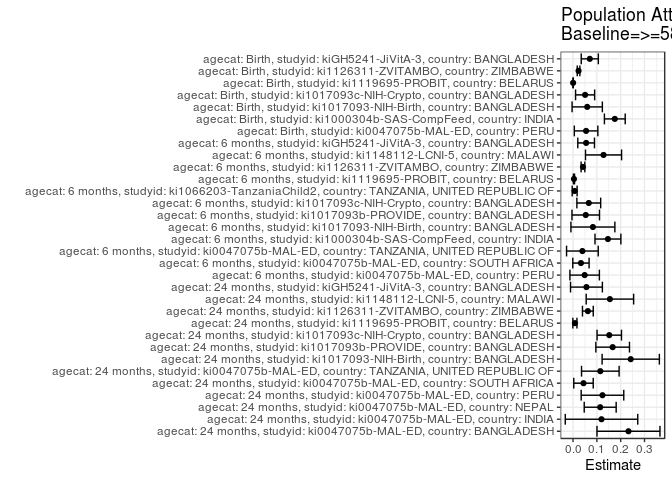 Population Att
Baseline=>=58
agecat: Birth, studyid: kiGH5241-JiVitA-3, country: BANGLADESH
agecat: Birth, studyid: ki1126311-ZVITAMBO, country: ZIMBABWE
agecat: Birth, studyid: ki1119695-PROBIT, country: BELARUS
agecat: Birth, studyid: ki1017093c-NIH-Crypto, country: BANGLADESH
agecat: Birth, studyid: ki1017093-NIH-Birth, country: BANGLADESH
agecat: Birth, studyid: ki1000304b-SAS-CompFeed, country: INDIA
agecat: Birth, studyid: ki0047075b-MAL-ED, country: PERU
agecat: 6 months, studyid: kiGH5241-JiVitA-3, country: BANGLADESH
agecat: 6 months, studyid: ki1148112-LCNI-5, country: MALAWI
agecat: 6 months, studyid: ki1126311-ZVITAMBO, country: ZIMBABWE
agecat: 6 months, studyid: ki1119695-PROBIT, country: BELARUS
agecat: 6 months, studyid: ki1066203-TanzaniaChild2, country: TANZANIA, UNITED REPUBLIC OF
agecat: 6 months, studyid: ki1017093c-NIH-Crypto, country: BANGLADESH
agecat: 6 months, studyid: ki1017093b-PROVIDE, country: BANGLADESH
agecat: 6 months, studyid: ki1017093-NIH-Birth, country: BANGLADESH
agecat: 6 months, studyid: ki1000304b-SAS-CompFeed, country: INDIA
agecat: 6 months, studyid: ki0047075b-MAL-ED, country: TANZANIA, UNITED REPUBLIC OF
agecat: 6 months, studyid: ki0047075b-MAL-ED, country: SOUTH AFRICA
agecat: 6 months, studyid: ki0047075b-MAL-ED, country: PERU
agecat: 24 months, studyid: kiGH5241-JiVitA-3, country: BANGLADESH
agecat: 24 months, studyid: ki1148112-LCNI-5, country: MALAWI
agecat: 24 months, studyid: ki1126311-ZVITAMBO, country: ZIMBABWE
agecat: 24 months, studyid: ki1119695-PROBIT, country: BELARUS
agecat: 24 months, studyid: ki1017093c-NIH-Crypto, country: BANGLADESH
agecat: 24 months, studyid: ki1017093b-PROVIDE, country: BANGLADESH
agecat: 24 months, studyid: ki1017093-NIH-Birth, country: BANGLADESH
agecat: 24 months, studyid: ki0047075b-MAL-ED, country: TANZANIA, UNITED REPUBLIC OF
agecat: 24 months, studyid: ki0047075b-MAL-ED, country: SOUTH AFRICA
agecat: 24 months, studyid: ki0047075b-MAL-ED, country: PERU
agecat: 24 months, studyid: ki0047075b-MAL-ED, country: NEPAL
agecat: 24 months, studyid: ki0047075b-MAL-ED, country: INDIA
agecat: 24 months, studyid: ki0047075b-MAL-ED, country: BANGLADESH
0.0 0.1 0.2 0.3
Estimate